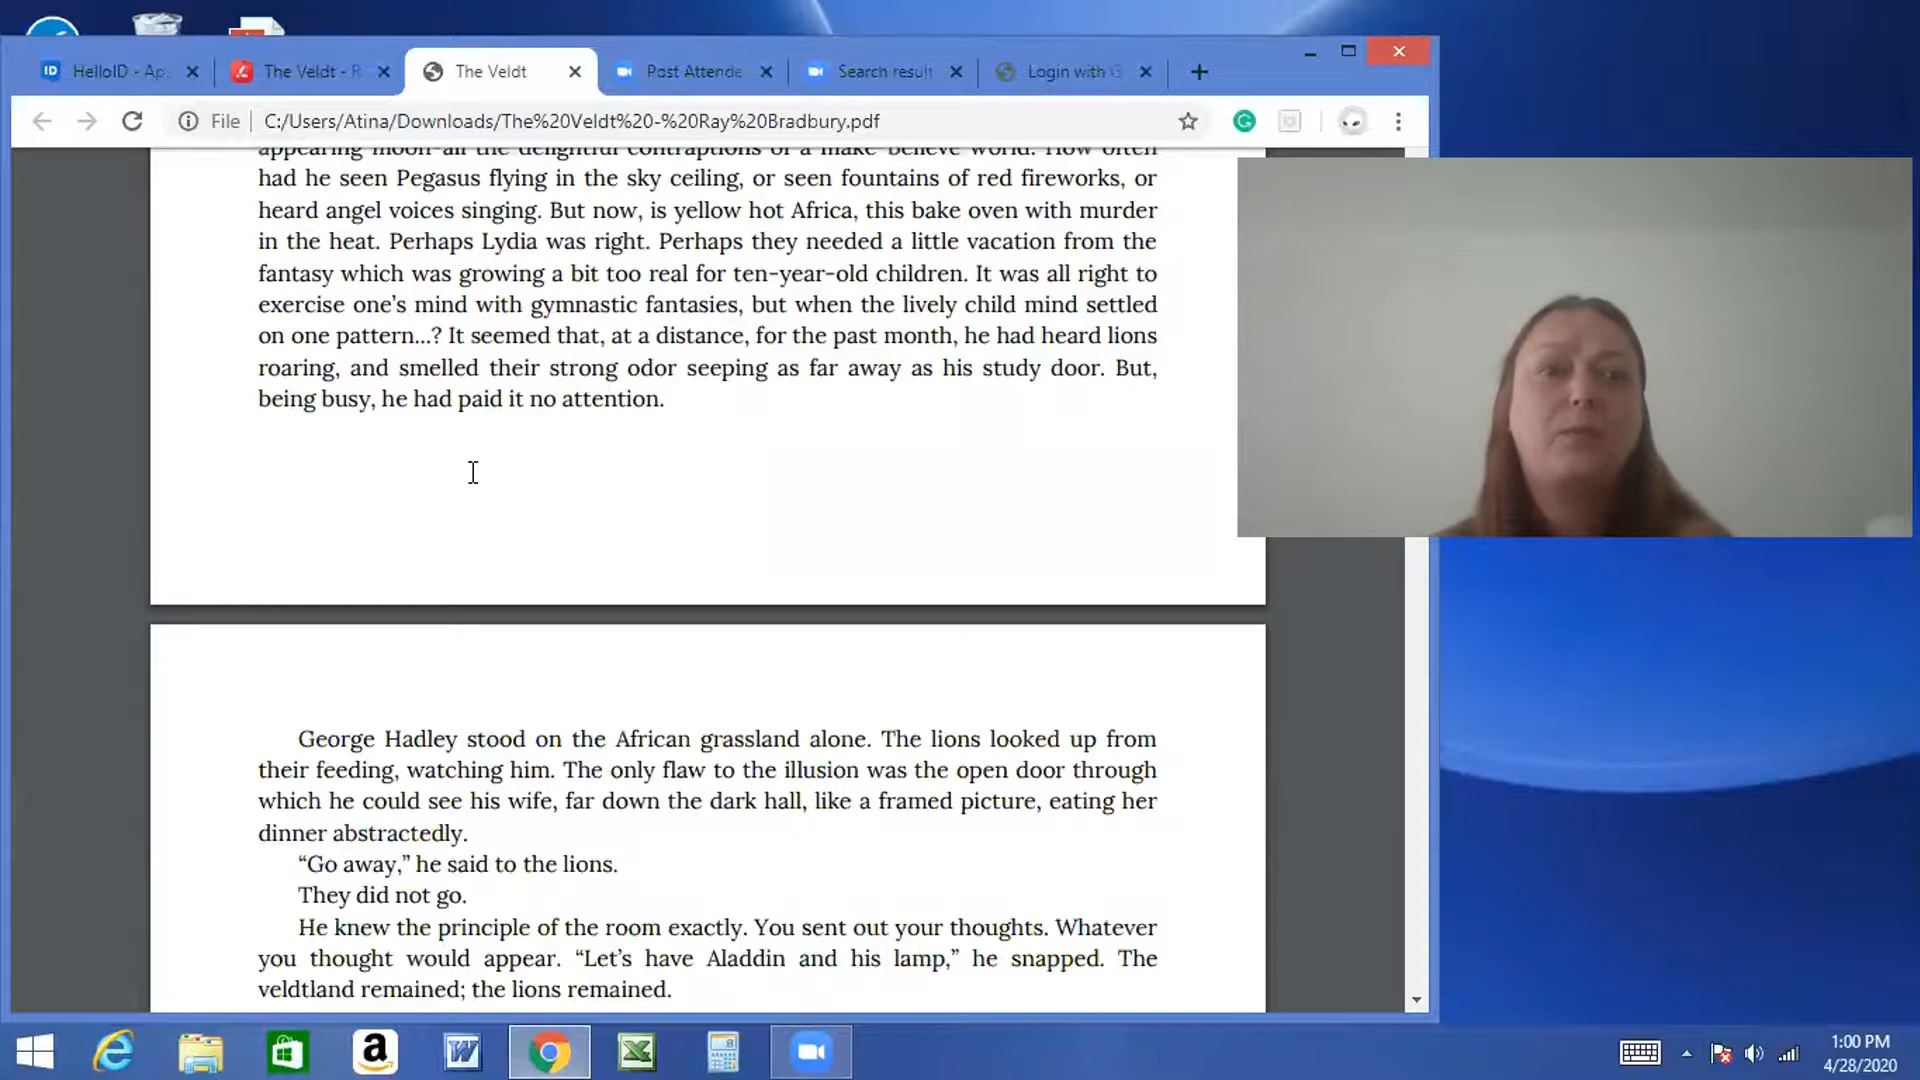 HelloID - Ap
The Veldt - R
The Veldt
Post Attende
Search result
Login with G
File
C:/Users/Atina/Downloads/The%20Veldt%20-%20Ray%20Bradbury.pdf
appearing moon-all the delightful contraptions of a make-believe world. How often
had he seen Pegasus flying in the sky ceiling, or seen fountains of red fireworks, or
heard angel voices singing. But now, is yellow hot Africa, this bake oven with murder
in the heat. Perhaps Lydia was right. Perhaps they needed a little vacation from the
fantasy which was growing a bit too real for ten-year-old children. It was all right to
exercise one's mind with gymnastic fantasies, but when the lively child mind settled
on one pattern...? It seemed that, at a distance, for the past month, he had heard lions
roaring, and smelled their strong odor seeping as far away as his study door. But,
being busy, he had paid it no attention.
George Hadley stood on the African grassland alone. The lions looked up from
their feeding, watching him. The only flaw to the illusion was the open door through
which he could see his wife, far down the dark hall, like a framed picture, eating her
dinner abstractedly.
“Go away,” he said to the lions.
They did not go.
He knew the principle of the room exactly. You sent out your thoughts. Whatever
you thought would appear. “Let's have Aladdin and his lamp,” he snapped. The
veldtland remained; the lions remained.
1:00 PM
4/28/2020